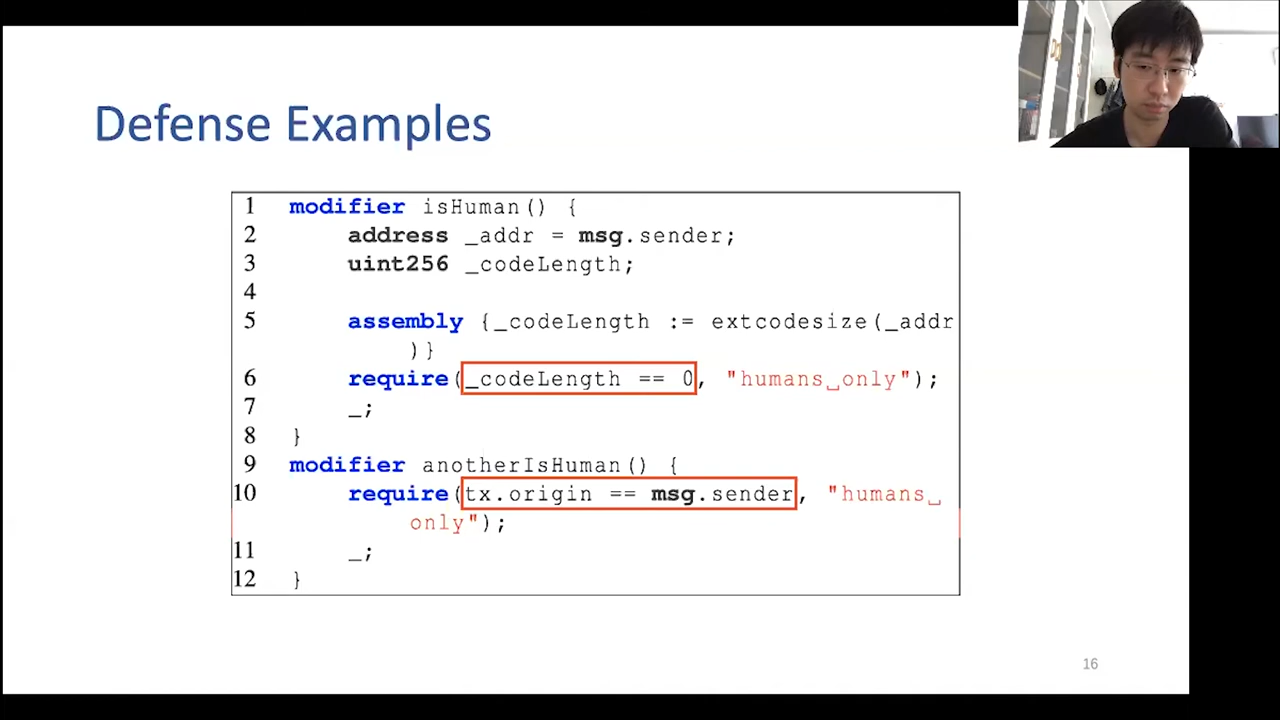 Defense Examples
1 modifier isHuman() {
2 address _addr = msg.sender;
3 uint256 _codeLength;
4
5 assembly {_codeLength := extcodesize(_addr
)}
6 require(_codeLength == 0, "humans␣only");
7 _;
8 }
9 modifier anotherIsHuman() {
10 require(tx.origin == msg.sender, "humans␣
only");
11 _;
12 }
16